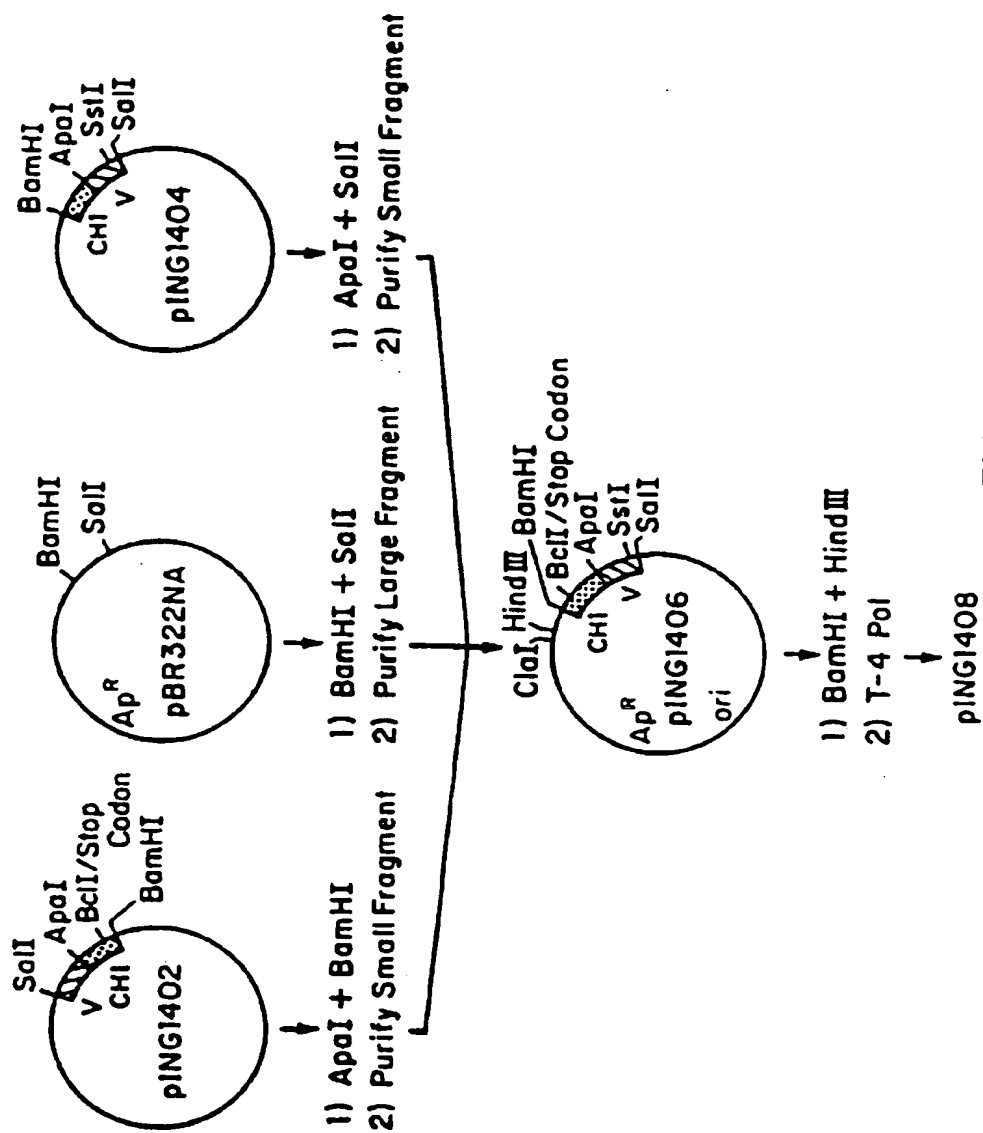 SalI
ApaI
BclI/Stop
Codon
BamHI
V
CHI
pING1402
1) ApaI + BamHI
2) Purify Small Fragment
BamHI
SalI
Ap^R
pBR322NA
1) BamHI + SalI
2) Purify Large Fragment
BamHI
ApaI
SstI
SalI
CHI
V
pING1404
1) ApaI + SalI
2) Purify Small Fragment
ClaI
HindIII
BamHI
BclI/Stop Codon
ApaI
SstI
SalI
CHI
V
Ap^R
pING1406
ori
1) BamHI + HindIII
2) T-4 Pol
pING1408